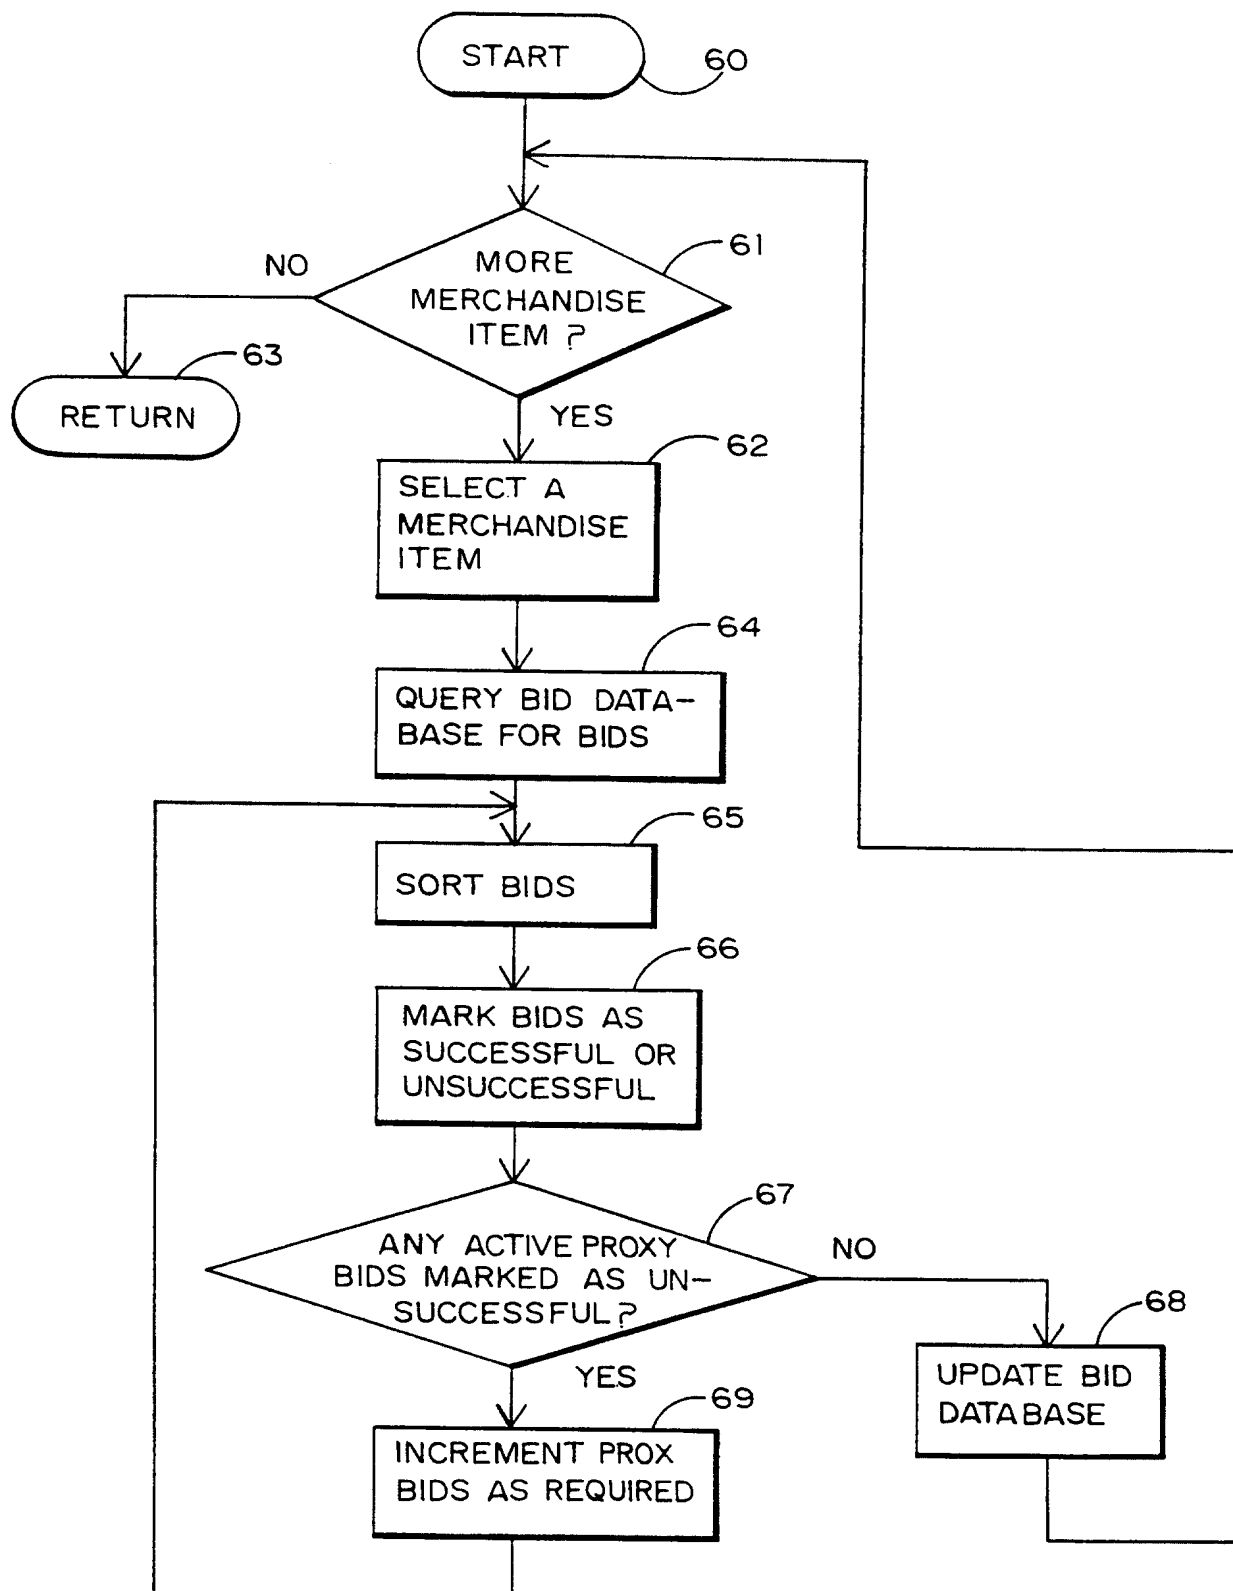 START
60
MORE
MERCHANDISE
ITEM ?
61
NO
63
RETURN
YES
62
SELECT A
MERCHANDISE
ITEM
64
QUERY BID DATA-
BASE FOR BIDS
65
SORT BIDS
66
MARK BIDS AS
SUCCESSFUL OR
UNSUCCESSFUL
67
ANY ACTIVE PROXY
BIDS MARKED AS UN-
SUCCESSFUL?
NO
68
UPDATE BID
DATABASE
YES
69
INCREMENT PROX
BIDS AS REQUIRED